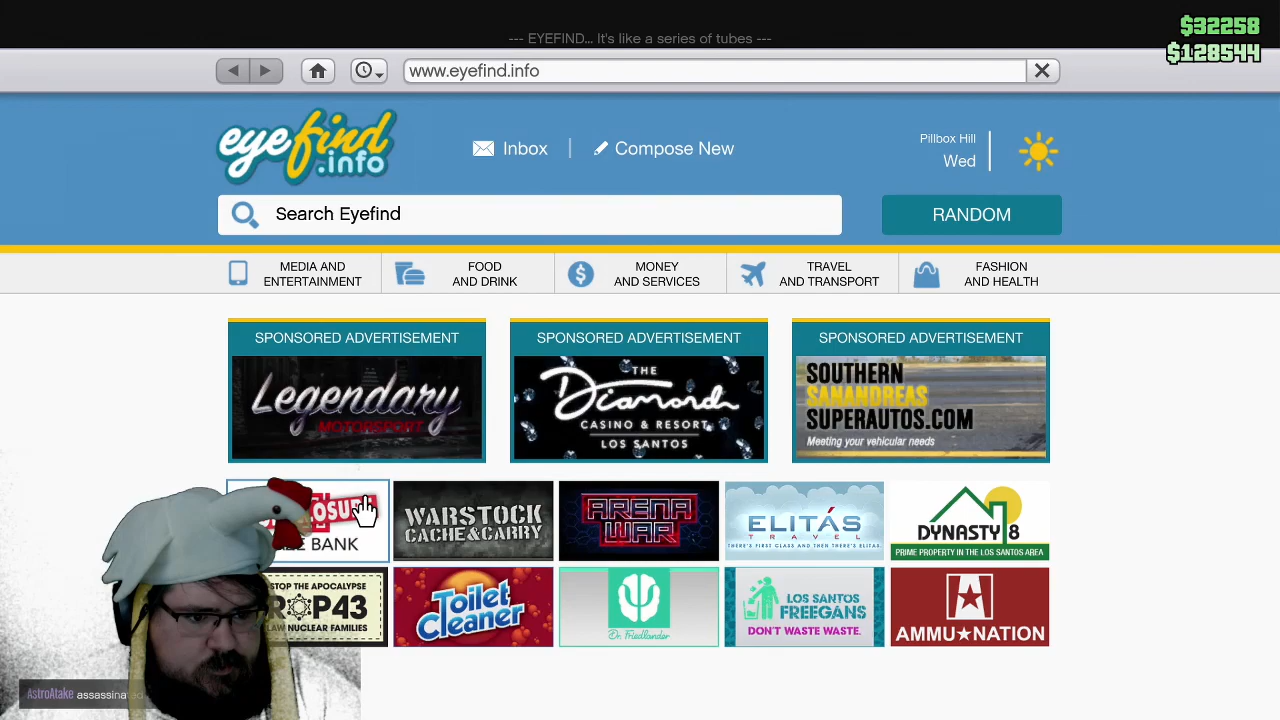 $32258
$128544
--- EYEFIND... It's like a series of tubes ---
www.eyefind.info
eyefind
.info
Inbox
Compose New
Pillbox Hill
Wed
Search Eyefind
RANDOM
MEDIA AND
ENTERTAINMENT
FOOD
AND DRINK
MONEY
AND SERVICES
TRAVEL
AND TRANSPORT
FASHION
AND HEALTH
SPONSORED ADVERTISEMENT
Legendary
MOTORSPORT
SPONSORED ADVERTISEMENT
THE
Diamond
CASINO & RESORT
LOS SANTOS
SPONSORED ADVERTISEMENT
SOUTHERN
SANANDREAS
SUPERAUTOS.COM
Meeting your vehicular needs
BANK
WARSTOCK
CACHE&CARRY
ARENA
WAR
ELITÁS
TRAVEL
THERE'S FIRST CLASS AND THEN THERE'S ELITAS.
DYNASTY 8
PRIME PROPERTY IN THE LOS SANTOS AREA
STOP THE APOCALYPSE
P43
NUCLEAR FAMILIES
Toilet
Cleaner
Dr. Friedlander
LOS SANTOS
FREEGANS
DON'T WASTE WASTE.
AMMU★NATION
AstroAtake